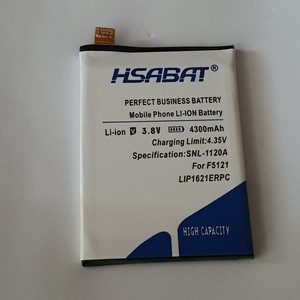 HSABAT
PERFECT BUSINESS BATTERY
Mobile Phone LI-ION Battery
Li-ion V 3.8V 4300mAh
Charging Limit:4.35V
Specification:SNL-1120A
For F5121
LIP1621ERPC
HIGH CAPACITY